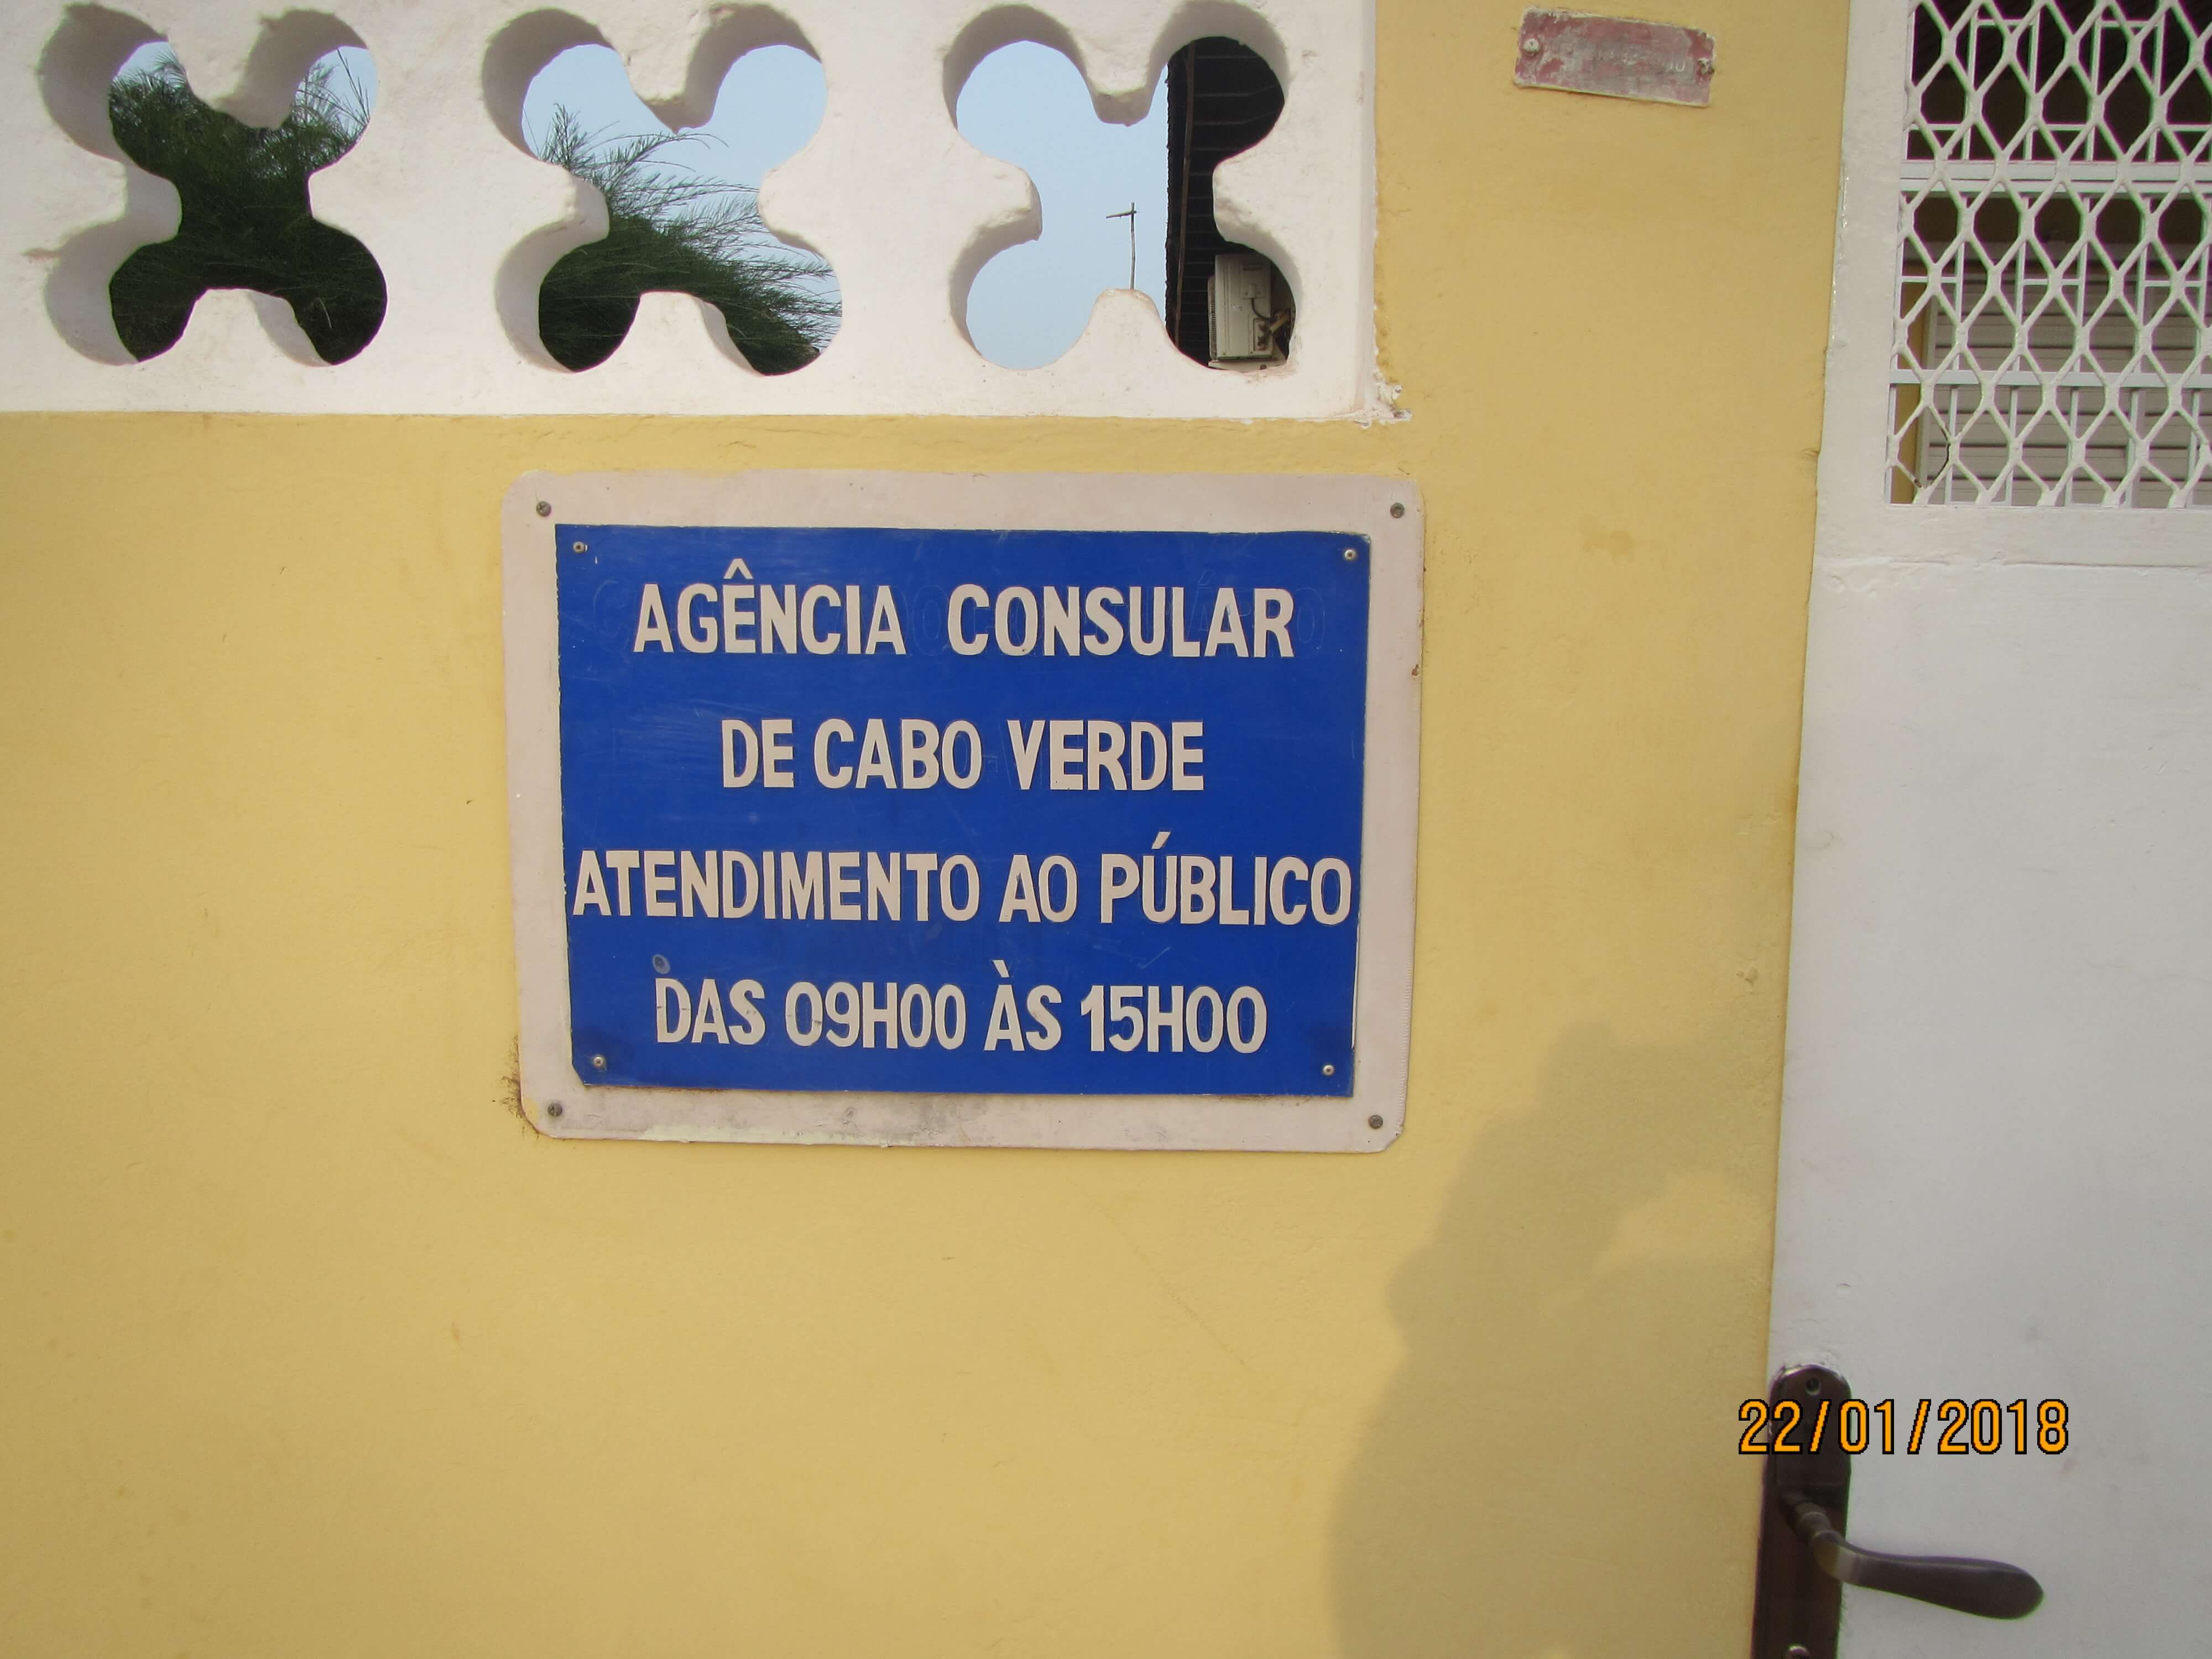 AGÊNCIA CONSULAR
DE CABO VERDE
ATENDIMENTO AO PÚBLICO
DAS 09H00 ÀS 15H00
22/01/2018